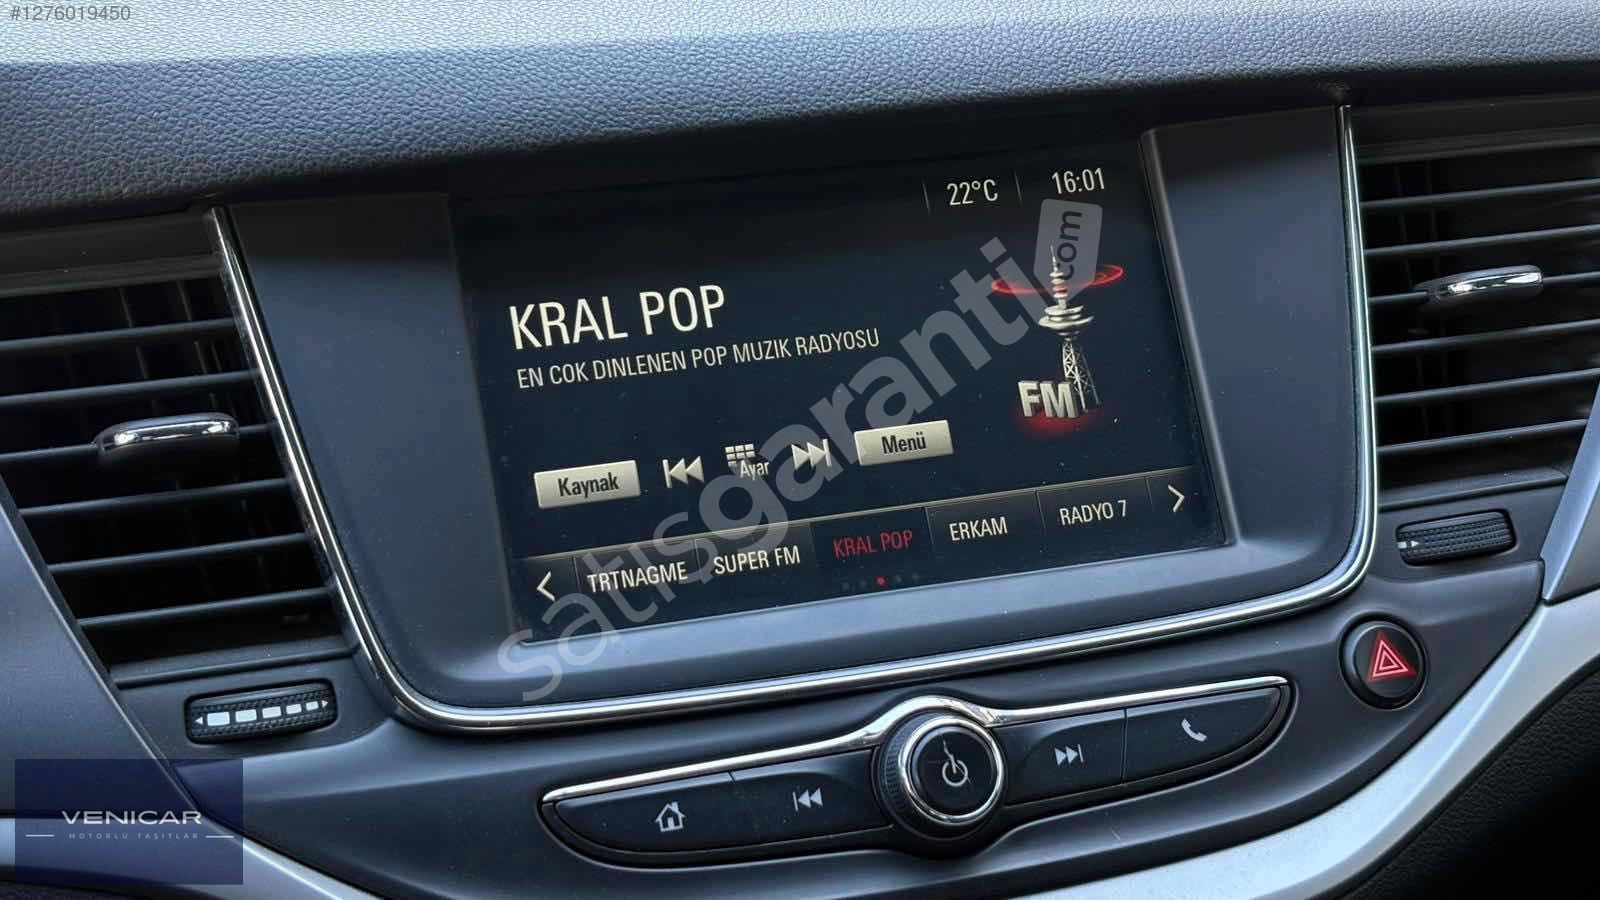 #1276019450
22°C 16:01
KRAL POP
EN COK DINLENEN POP MUZIK RADYOSU
FM
Kaynak Ayar Menü
TRTNAGME SUPER FM KRAL POP ERKAM RADYO 7
satışgaranti.com
VENICAR
MOTORLU TAŞITLAR